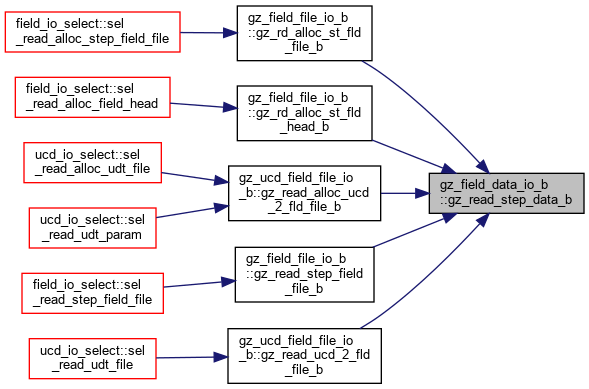 field_io_select::sel
_read_alloc_step_field_file
gz_field_file_io_b
::gz_rd_alloc_st_fld
_file_b
field_io_select::sel
_read_alloc_field_head
gz_field_file_io_b
::gz_rd_alloc_st_fld
_head_b
ucd_io_select::sel
_read_alloc_udt_file
gz_ucd_field_file_io
_b::gz_read_alloc_ucd
_2_fld_file_b
gz_field_data_io_b
::gz_read_step_data_b
ucd_io_select::sel
_read_udt_param
gz_field_file_io_b
::gz_read_step_field
_file_b
field_io_select::sel
_read_step_field_file
gz_ucd_field_file_io
_b::gz_read_ucd_2_fld
_file_b
ucd_io_select::sel
_read_udt_file